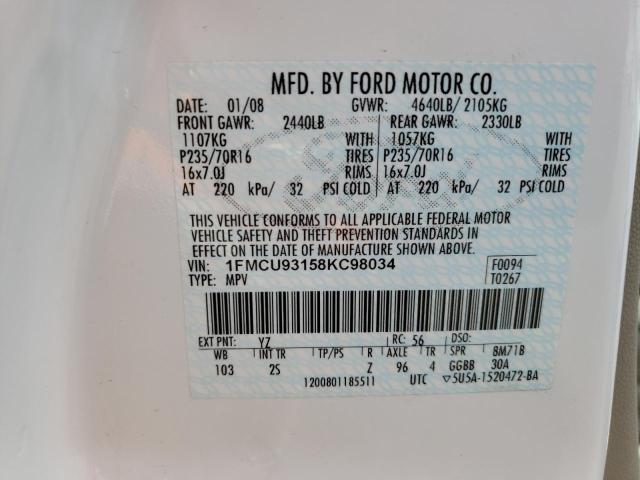 MFD. BY FORD MOTOR CO.
DATE: 01/08 GVWR: 4640LB/ 2105KG
FRONT GAWR: 2440LB REAR GAWR: 2330LB
1107KG WITH 1057KG WITH
P235/70R16 TIRES P235/70R16 TIRES
16x7.0J RIMS 16x7.0J RIMS
AT 220 kPa/ 32 PSI COLD AT 220 kPa/ 32 PSI COLD
THIS VEHICLE CONFORMS TO ALL APPLICABLE FEDERAL MOTOR
VEHICLE SAFETY AND THEFT PREVENTION STANDARDS IN
EFFECT ON THE DATE OF MANUFACTURE SHOWN ABOVE.
VIN: 1FMCU93158KC98034 F0094
TYPE: MPV T0267
EXT PNT: YZ RC: 56 DSO:
WB INT TR TP/PS R AXLE TR SPR BM71B
103 2S Z 96 4 GGBB 30A
1200801185511 UTC ▽5U5A-1520472-BA